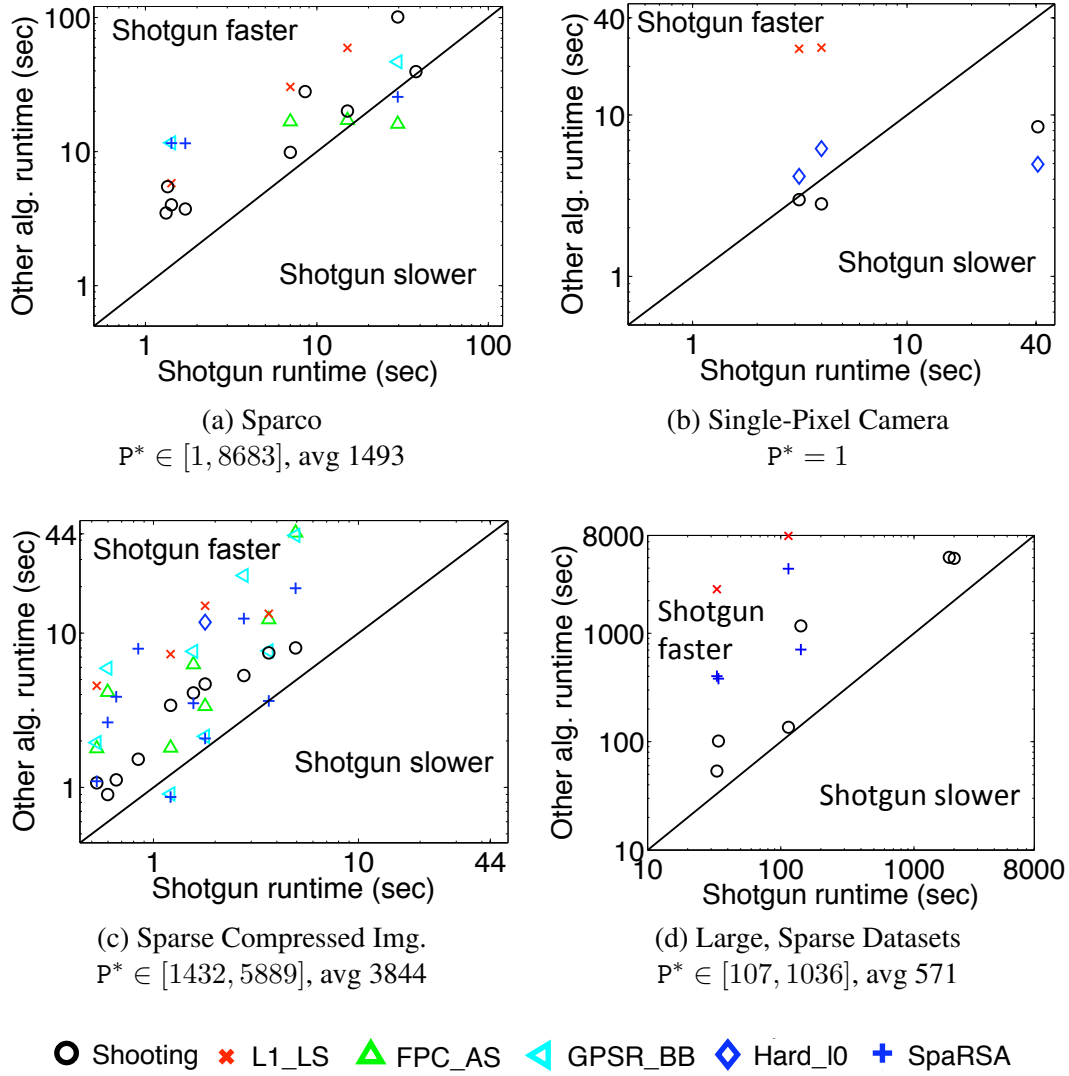 Other alg. runtime (sec)
100
10
1
Shotgun faster
Shotgun slower
1 10 100
Shotgun runtime (sec)
(a) Sparco
P* ∈ [1, 8683], avg 1493
Other alg. runtime (sec)
40
10
1
Shotgun faster
Shotgun slower
1 10 40
Shotgun runtime (sec)
(b) Single-Pixel Camera
P* = 1
Other alg. runtime (sec)
44
10
1
Shotgun faster
Shotgun slower
1 10 44
Shotgun runtime (sec)
(c) Sparse Compressed Img.
P* ∈ [1432, 5889], avg 3844
Other alg. runtime (sec)
8000
1000
100
10
Shotgun
faster
Shotgun slower
10 100 1000 8000
Shotgun runtime (sec)
(d) Large, Sparse Datasets
P* ∈ [107, 1036], avg 571
Shooting L1_LS FPC_AS GPSR_BB Hard_l0 SpaRSA